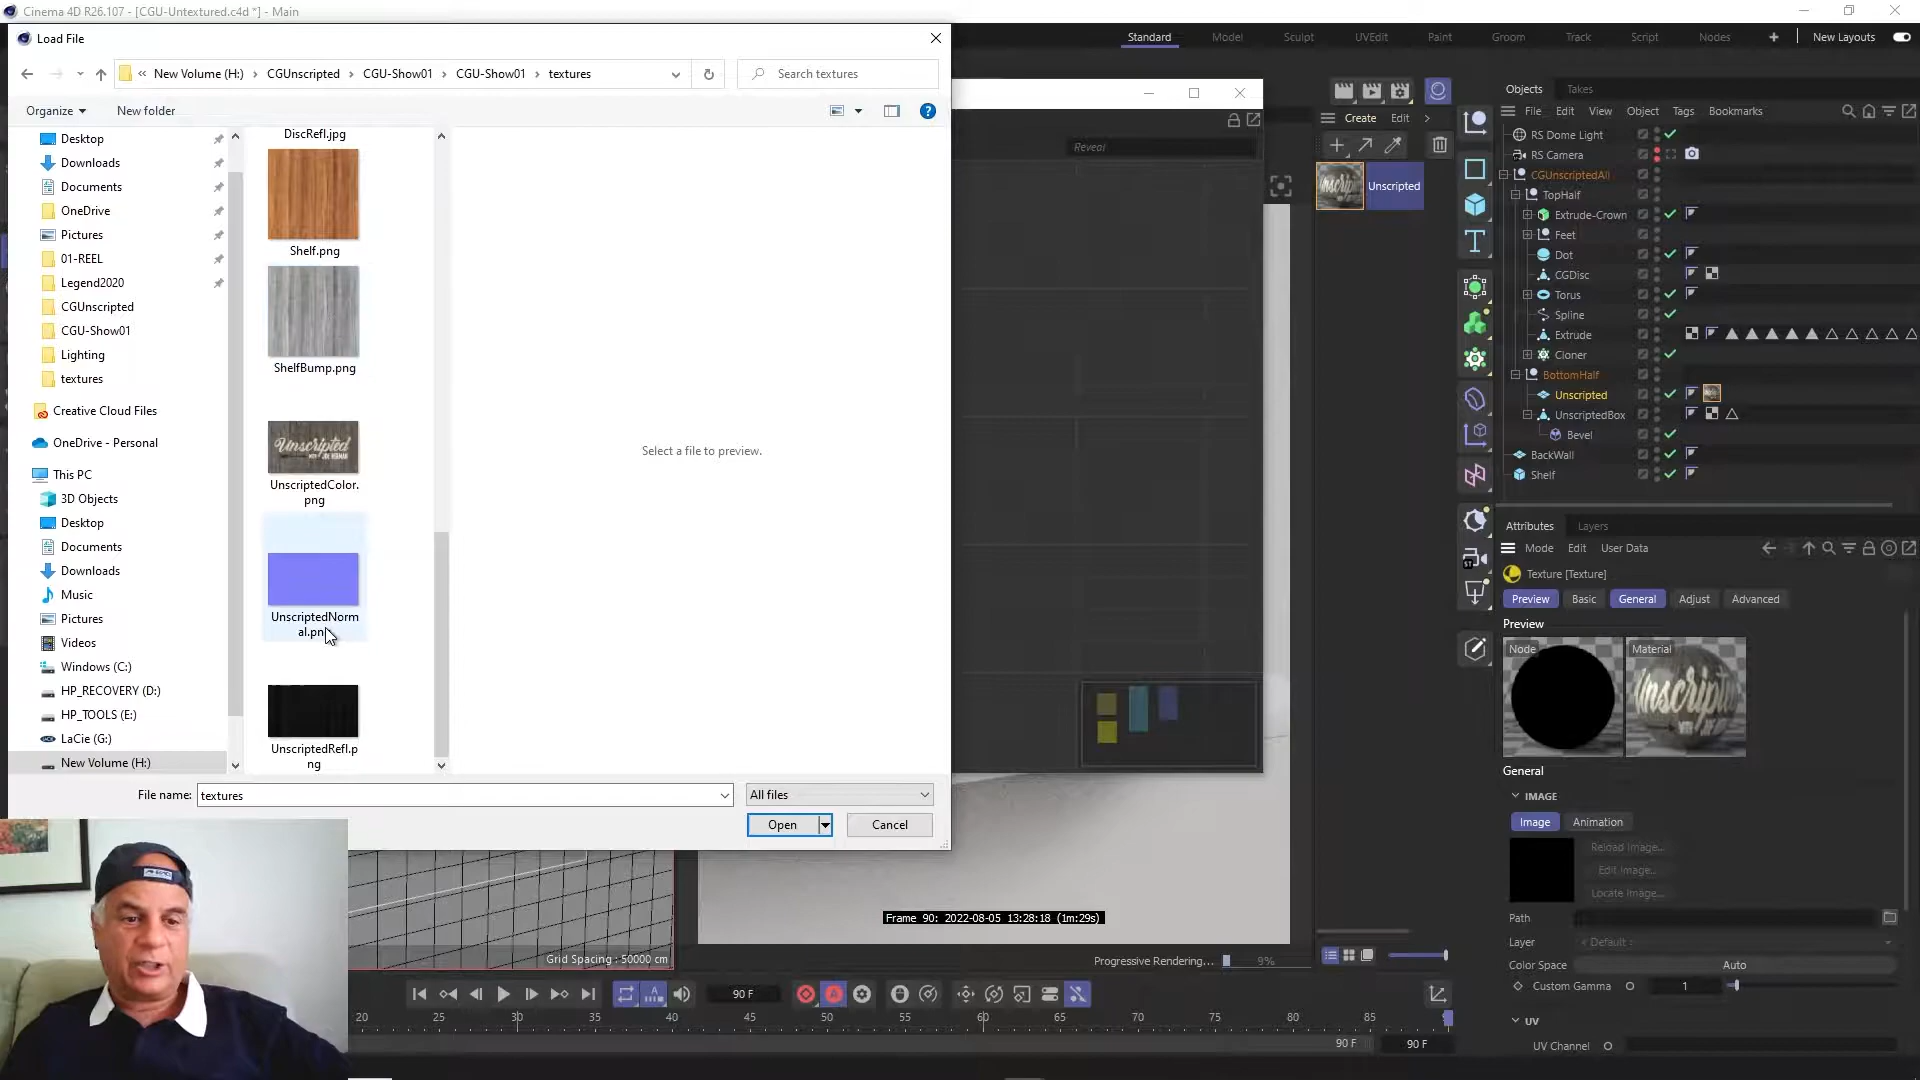 Cinema 4D R26.107 - [CGU-Untextured.c4d *] - Main
Load File
« New Volume (H:) › CGUnscripted › CGU-Show01 › CGU-Show01 › textures
Search textures
Organize
New folder
Desktop
Downloads
Documents
OneDrive
Pictures
01-REEL
Legend2020
CGUnscripted
CGU-Show01
Lighting
textures
Creative Cloud Files
OneDrive - Personal
This PC
3D Objects
Desktop
Documents
Downloads
Music
Pictures
Videos
Windows (C:)
HP_RECOVERY (D:)
HP_TOOLS (E:)
LaCie (G:)
New Volume (H:)
DiscRefl.jpg
Shelf.png
ShelfBump.png
Unscripted
WITH JOE HERMAN
UnscriptedColor.
png
UnscriptedNorm
al.png
UnscriptedRefl.p
ng
Select a file to preview.
File name:
textures
All files
Open
Cancel
Reveal
Standard
Model
Sculpt
UVEdit
Paint
Groom
Track
Script
Nodes
New Layouts
Create
Edit
Unscripted
Objects
Takes
File
Edit
View
Object
Tags
Bookmarks
RS Dome Light
RS Camera
CGUnscriptedAll
TopHalf
Extrude-Crown
Feet
Dot
CGDisc
Torus
Spline
Extrude
Cloner
BottomHalf
Unscripted
UnscriptedBox
Bevel
BackWall
Shelf
Attributes
Layers
Mode
Edit
User Data
Texture [Texture]
Preview
Basic
General
Adjust
Advanced
Preview
Node
Material
General
IMAGE
Image
Animation
Reload Image...
Edit Image...
Locate Image...
Path
Layer
< Default >
Color Space
Auto
Custom Gamma
1
UV
UV Channel
Frame 90: 2022-08-05 13:28:18 (1m:29s)
Grid Spacing : 50000 cm
Progressive Rendering...
9%
90 F
20
25
30
35
40
45
50
55
60
65
70
75
80
85
90 F
90 F